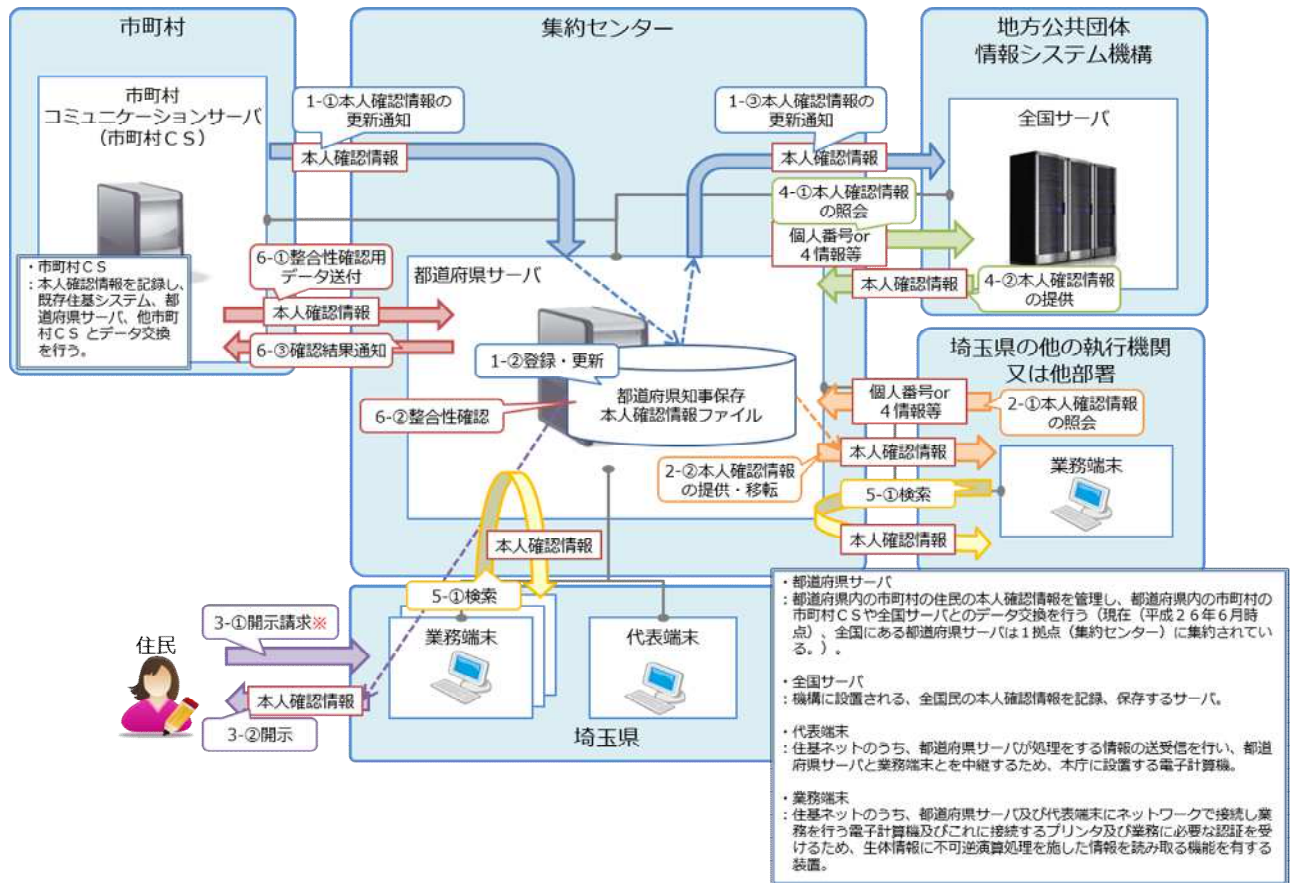 市町村
市町村
コミュニケーションサーバ
（市町村ＣＳ）
・市町村ＣＳ
：本人確認情報を記録し、
既存住基システム、都
道府県サーバ、他市町
村ＣＳ とデータ交換
を行う。
集約センター
1-①本人確認情報の
更新通知
本人確認情報
1-③本人確認情報の
更新通知
本人確認情報
地方公共団体
情報システム機構
全国サーバ
4-①本人確認情報
の照会
個人番号or
４情報等
本人確認情報
4-②本人確認情報
の提供
6-①整合性確認用
データ送付
本人確認情報
6-③確認結果通知
都道府県サーバ
1-②登録・更新
6-②整合性確認
都道府県知事保存
本人確認情報ファイル
埼玉県の他の執行機関
又は他部署
個人番号or
４情報等
2-①本人確認情報
の照会
本人確認情報
2-②本人確認情報
の提供・移転
業務端末
5-①検索
本人確認情報
本人確認情報
5-①検索
業務端末
代表端末
埼玉県
住民
3-①開示請求※
本人確認情報
3-②開示
・都道府県サーバ
：都道府県内の市町村の住民の本人確認情報を管理し、都道府県内の市町村の
市町村ＣＳや全国サーバとのデータ交換を行う（現在（平成２６年６月時
点）、全国にある都道府県サーバは１拠点（集約センター）に集約されてい
る。）。
・全国サーバ
：機構に設置される、全国民の本人確認情報を記録、保存するサーバ。
・代表端末
：住基ネットのうち、都道府県サーバが処理をする情報の送受信を行い、都道
府県サーバと業務端末とを中継するため、本庁に設置する電子計算機。
・業務端末
：住基ネットのうち、都道府県サーバ及び代表端末にネットワークで接続し業
務を行う電子計算機及びこれに接続するプリンタ及び業務に必要な認証を受
けるため、生体情報に不可逆演算処理を施した情報を読み取る機能を有する
装置。